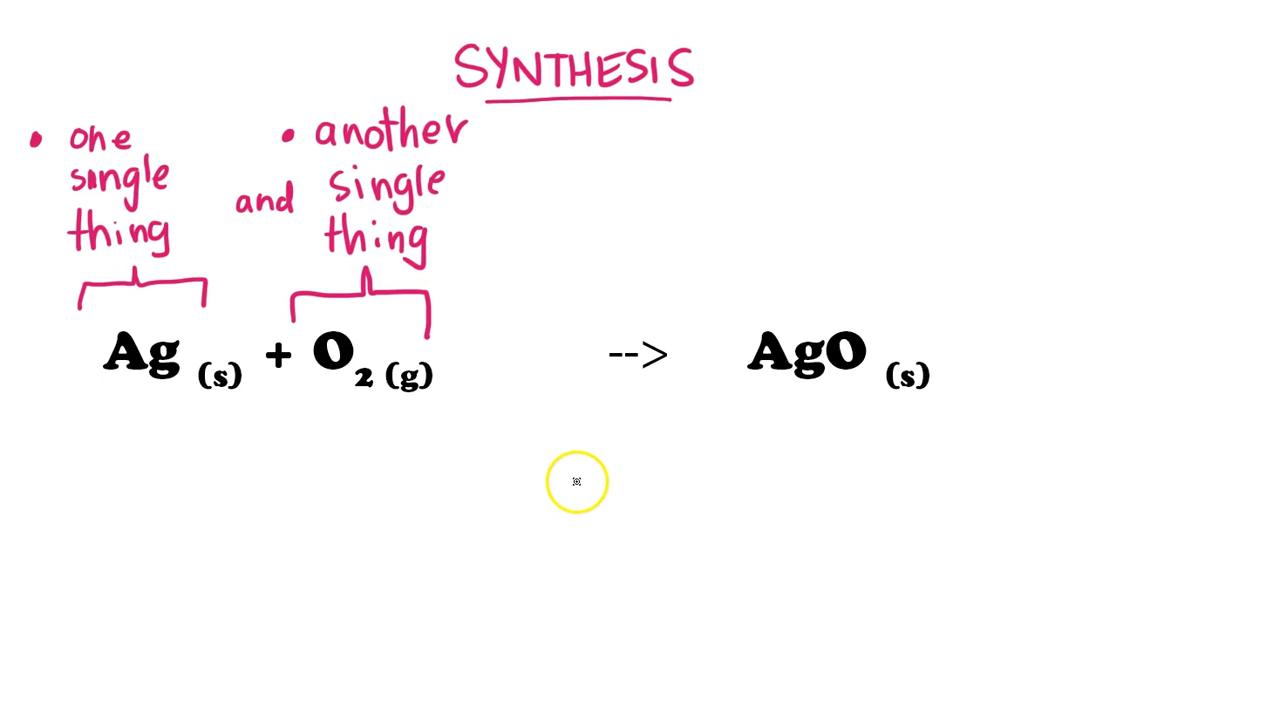 SYNTHESIS
• one
single
thing
and
• another
single
thing
Ag (s) + O2 (g) --> AgO (s)